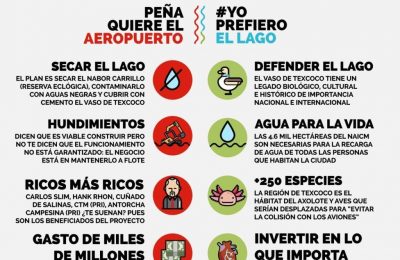 PEÑA
QUIERE EL
AEROPUERTO
#YO
PREFIERO
EL LAGO
SECAR EL LAGO
EL PLAN ES SECAR EL NABOR CARRILLO
(RESERVA ECOLÓGICA), CONTAMINARLO
CON AGUAS NEGRAS Y CUBRIR CON
CEMENTO EL VASO DE TEXCOCO
DEFENDER EL LAGO
EL VASO DE TEXCOCO TIENE UN
LEGADO BIOLÓGICO, CULTURAL
E HISTÓRICO DE IMPORTANCIA
NACIONAL E INTERNACIONAL
HUNDIMIENTOS
DICEN QUE ES VIABLE CONSTRUIR PERO
NO TE DICEN QUE EL FUNCIONAMIENTO
NO ESTÁ GARANTIZADO: EL NEGOCIO
ESTÁ EN MANTENERLO A FLOTE
AGUA PARA LA VIDA
LAS 4.6 MIL HECTÁREAS DEL NAICM
SON NECESARIAS PARA LA RECARGA
DE AGUA DE TODAS LAS PERSONAS
QUE HABITAN LA CIUDAD
RICOS MÁS RICOS
CARLOS SLIM, HANK RHON, CUÑADO
DE SALINAS, CTM (PRI), ANTORCHA
CAMPESINA (PRI) ¿TE SUENAN? PUES
SON LOS BENEFICIADOS DEL PROYECTO
+250 ESPECIES
LA REGIÓN DE TEXCOCO ES EL
HÁBITAT DEL AXOLOTE Y AVES QUE
SERÍAN DESPLAZADAS PARA "EVITAR
LA COLISIÓN CON LOS AVIONES"
GASTO DE MILES
DE MILLONES
INVERTIR EN LO
QUE IMPORTA